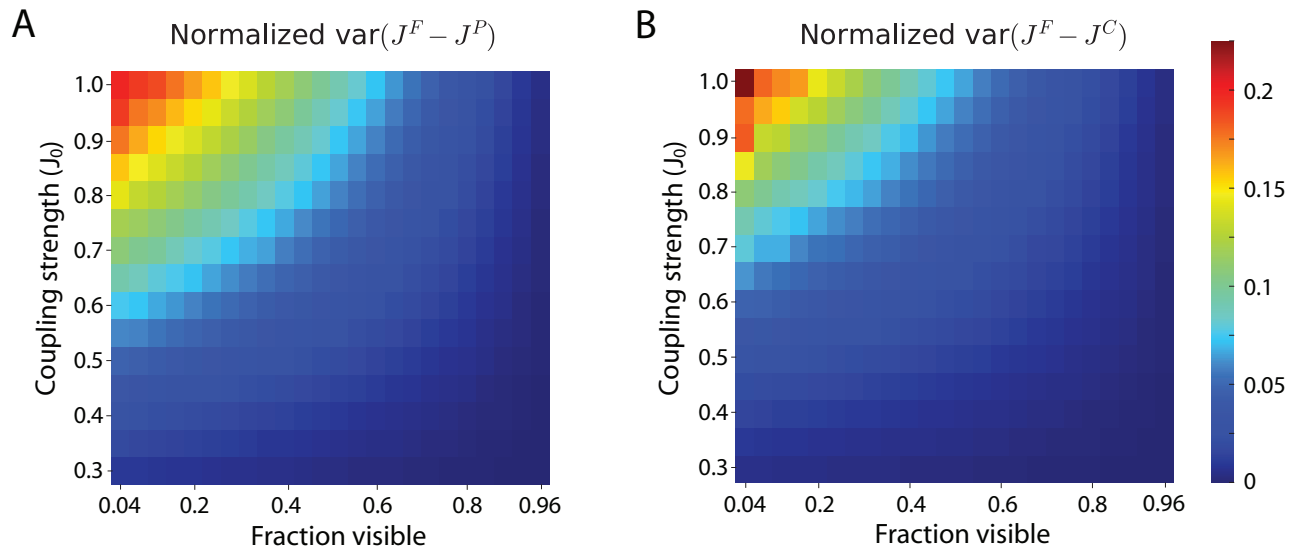 A
Normalized var(J^F − J^P)
Coupling strength (J₀)
1.0
0.9
0.8
0.7
0.6
0.5
0.4
0.3
0.04 0.2 0.4 0.6 0.8 0.96
Fraction visible
B
Normalized var(J^F − J^C)
Coupling strength (J₀)
1.0
0.9
0.8
0.7
0.6
0.5
0.4
0.3
0.04 0.2 0.4 0.6 0.8 0.96
Fraction visible
0.2
0.15
0.1
0.05
0